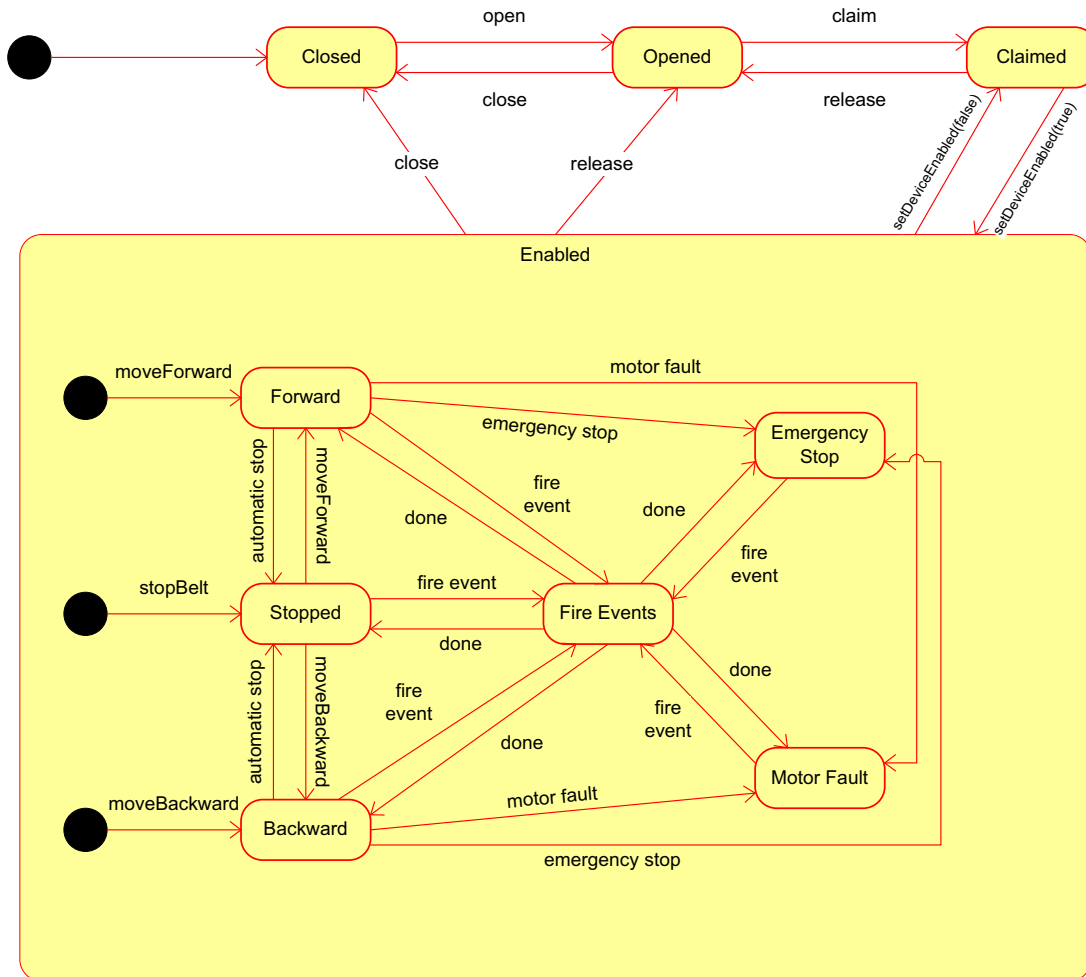 open
claim
Closed
Opened
Claimed
close
release
close
release
setDeviceEnabled(false)
setDeviceEnabled(true)
Enabled
moveForward
motor fault
Forward
emergency stop
Emergency
Stop
automatic stop
moveForward
fire
event
done
done
fire
event
stopBelt
fire event
Stopped
Fire Events
done
automatic stop
moveBackward
fire
event
done
done
fire
event
moveBackward
motor fault
Motor Fault
Backward
emergency stop